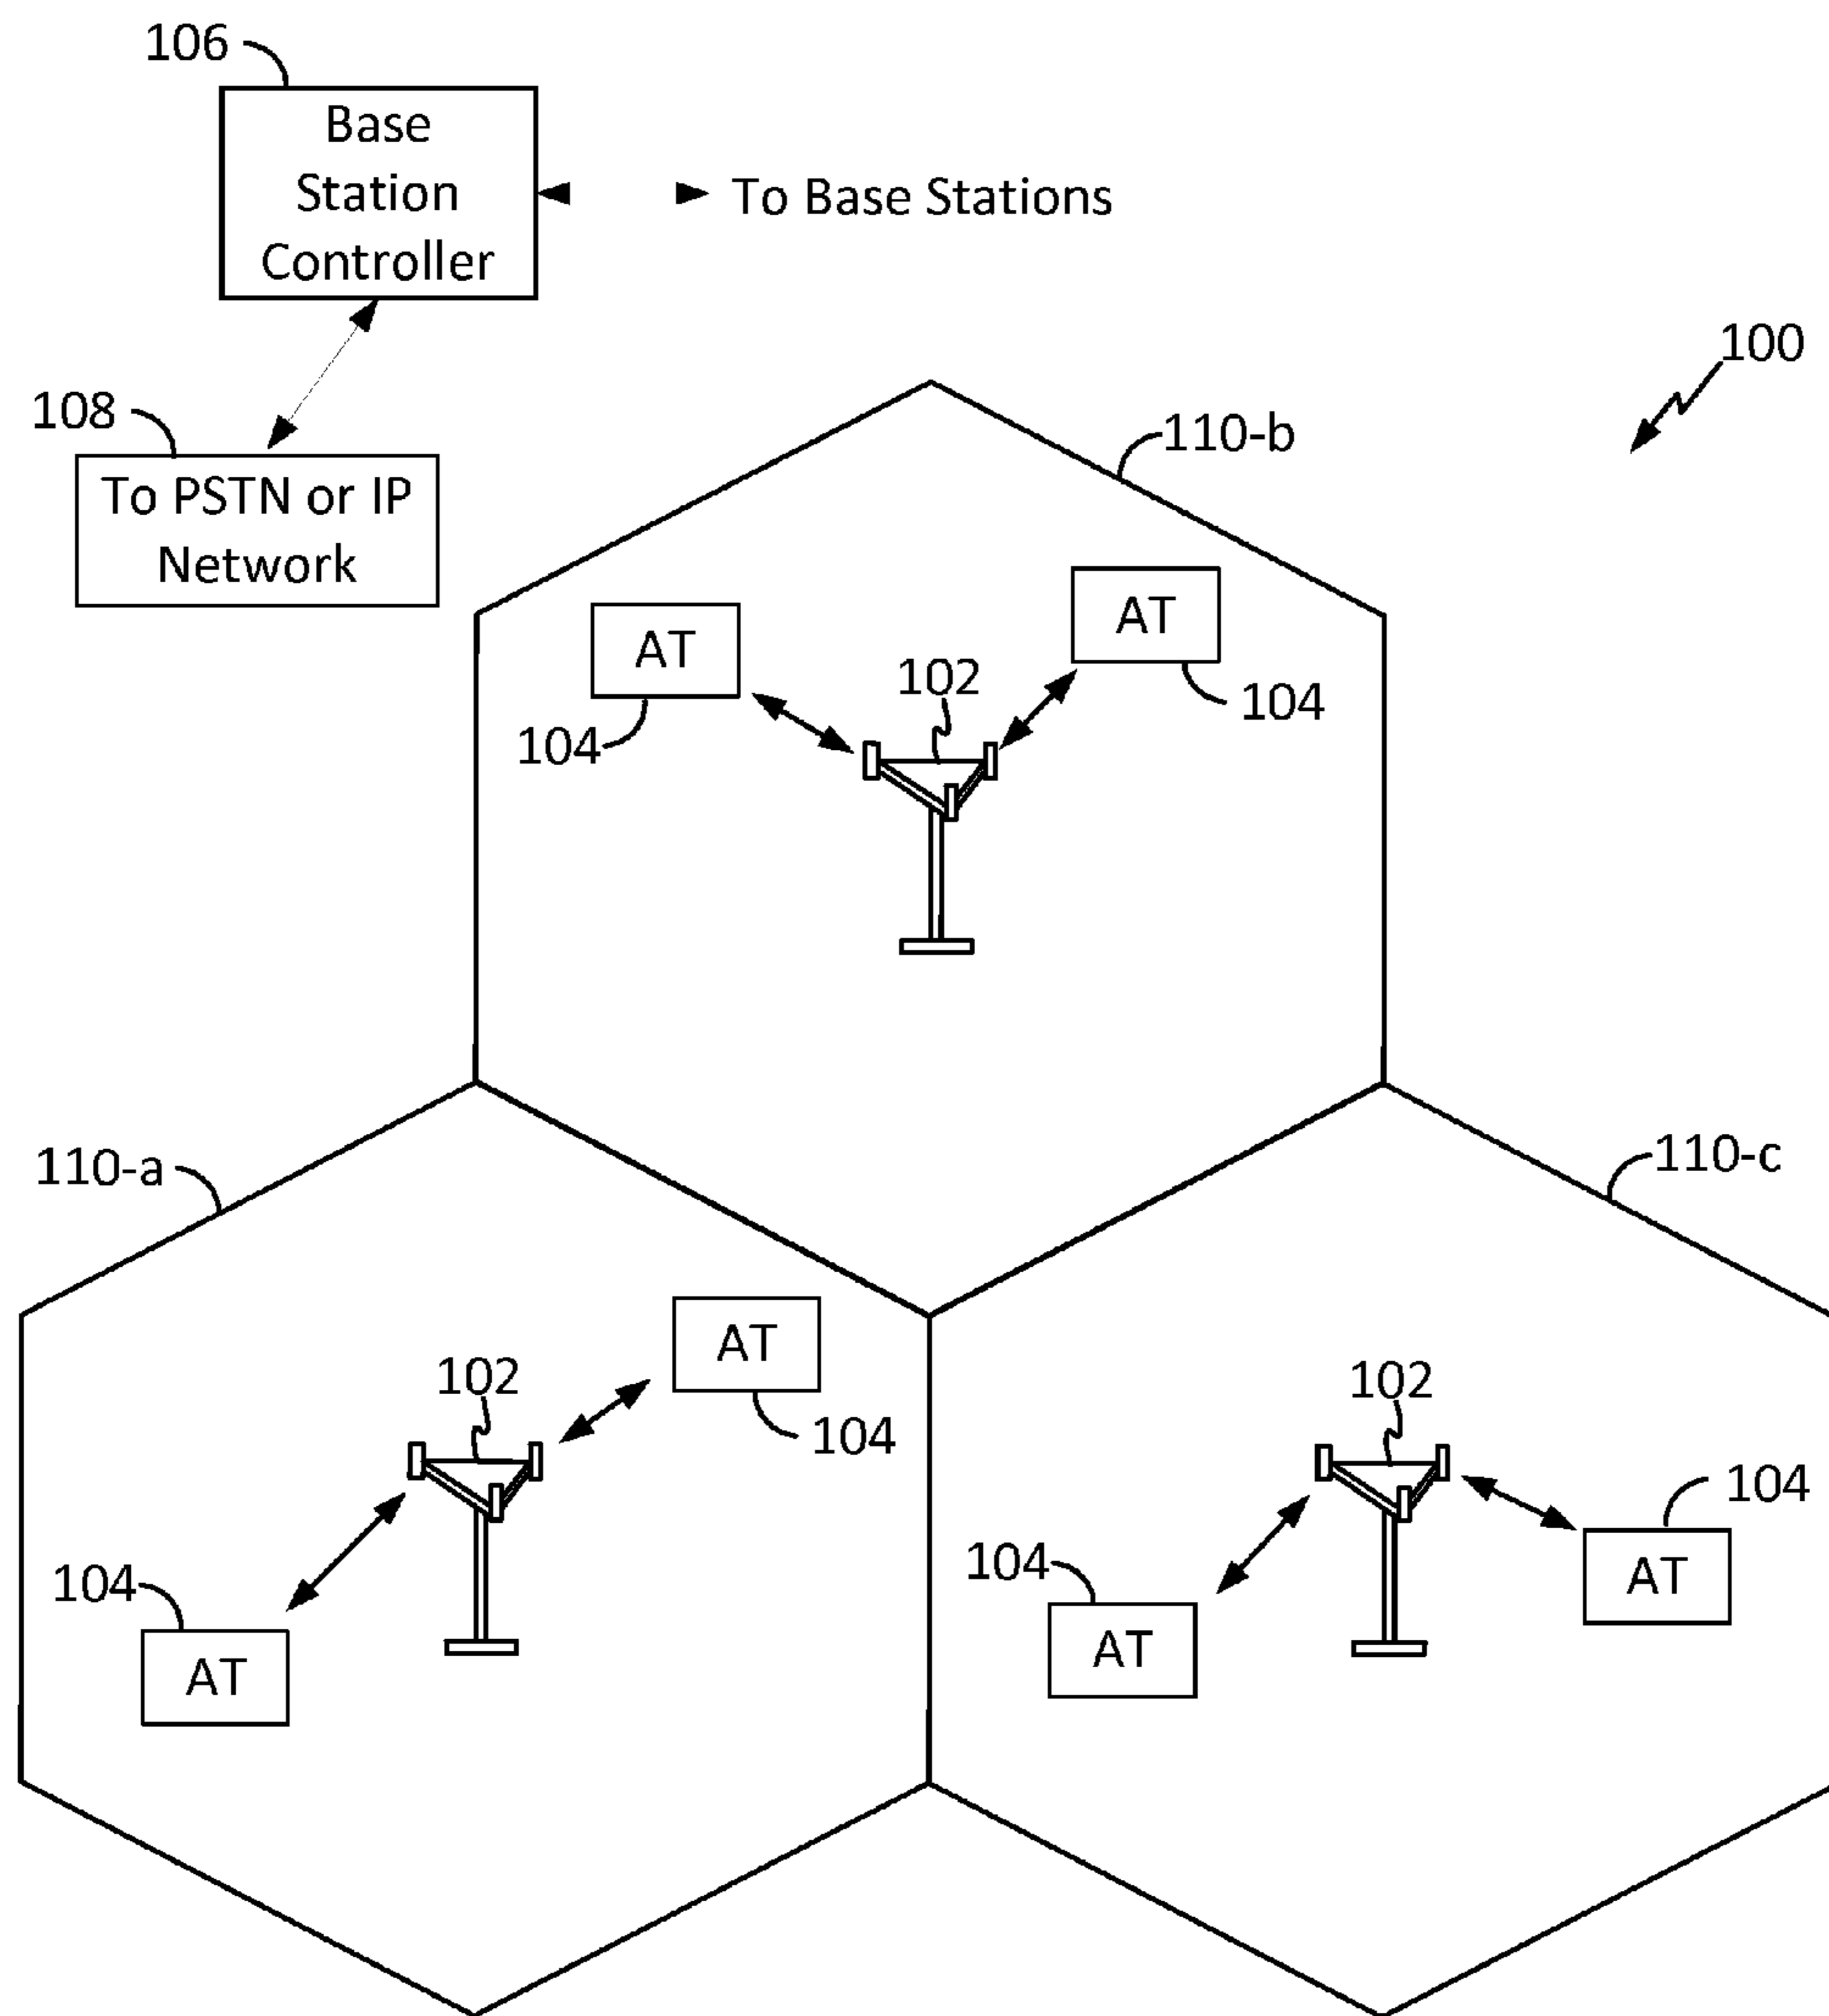 106
Base
Station
Controller
To Base Stations
100
108
To PSTN or IP
Network
110-b
AT
AT
102
104
104
110-a
110-c
AT
102
104
102
104
104
104
AT
AT
AT